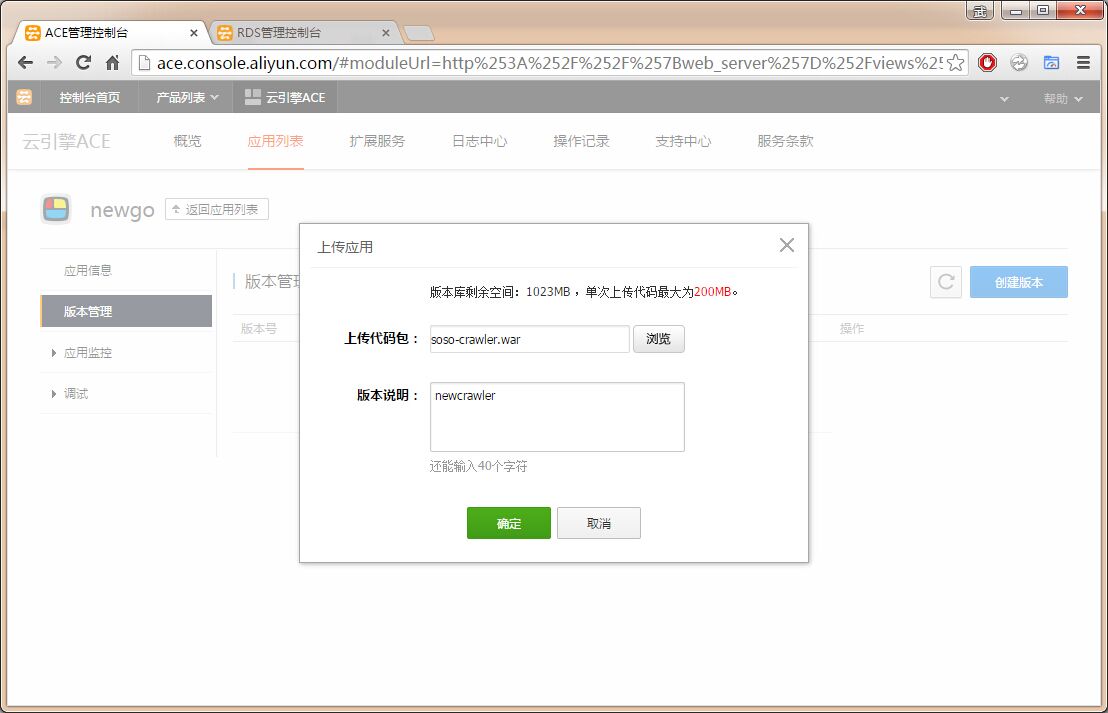 武
ACE管理控制台
RDS管理控制台
ace.console.aliyun.com/#moduleUrl=http%253A%252F%252F%257Bweb_server%257D%252Fviews%25
控制台首页 产品列表 云引擎ACE 帮助
云引擎ACE 概览 应用列表 扩展服务 日志中心 操作记录 支持中心 服务条款
newgo 返回应用列表
应用信息
版本管理
应用监控
调试
版本管理
创建版本
版本号 操作
上传应用
版本库剩余空间：1023MB ，单次上传代码最大为200MB。
上传代码包： soso-crawler.war 浏览
版本说明： newcrawler
还能输入40个字符
确定 取消